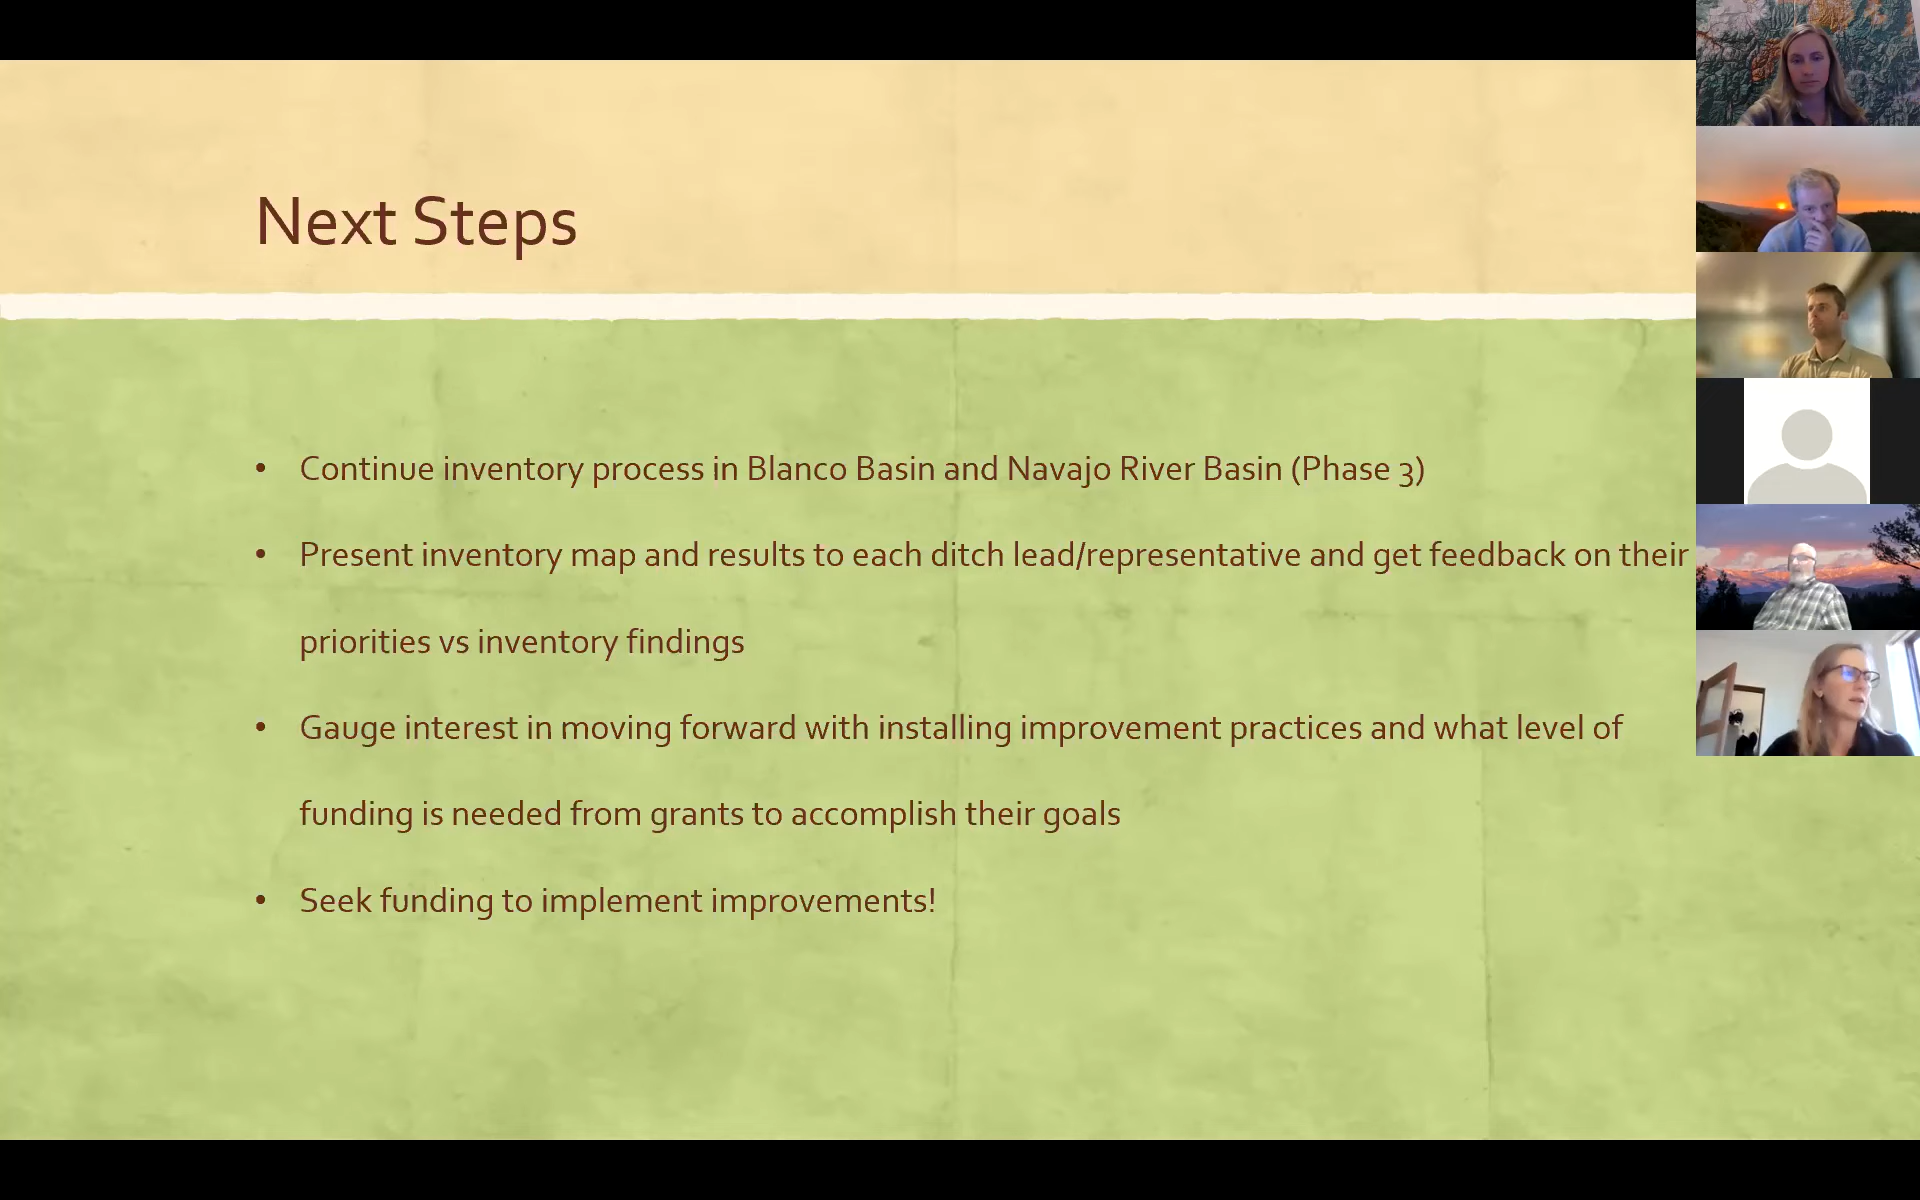 Next Steps
• Continue inventory process in Blanco Basin and Navajo River Basin (Phase 3)
• Present inventory map and results to each ditch lead/representative and get feedback on their
priorities vs inventory findings
• Gauge interest in moving forward with installing improvement practices and what level of
funding is needed from grants to accomplish their goals
• Seek funding to implement improvements!